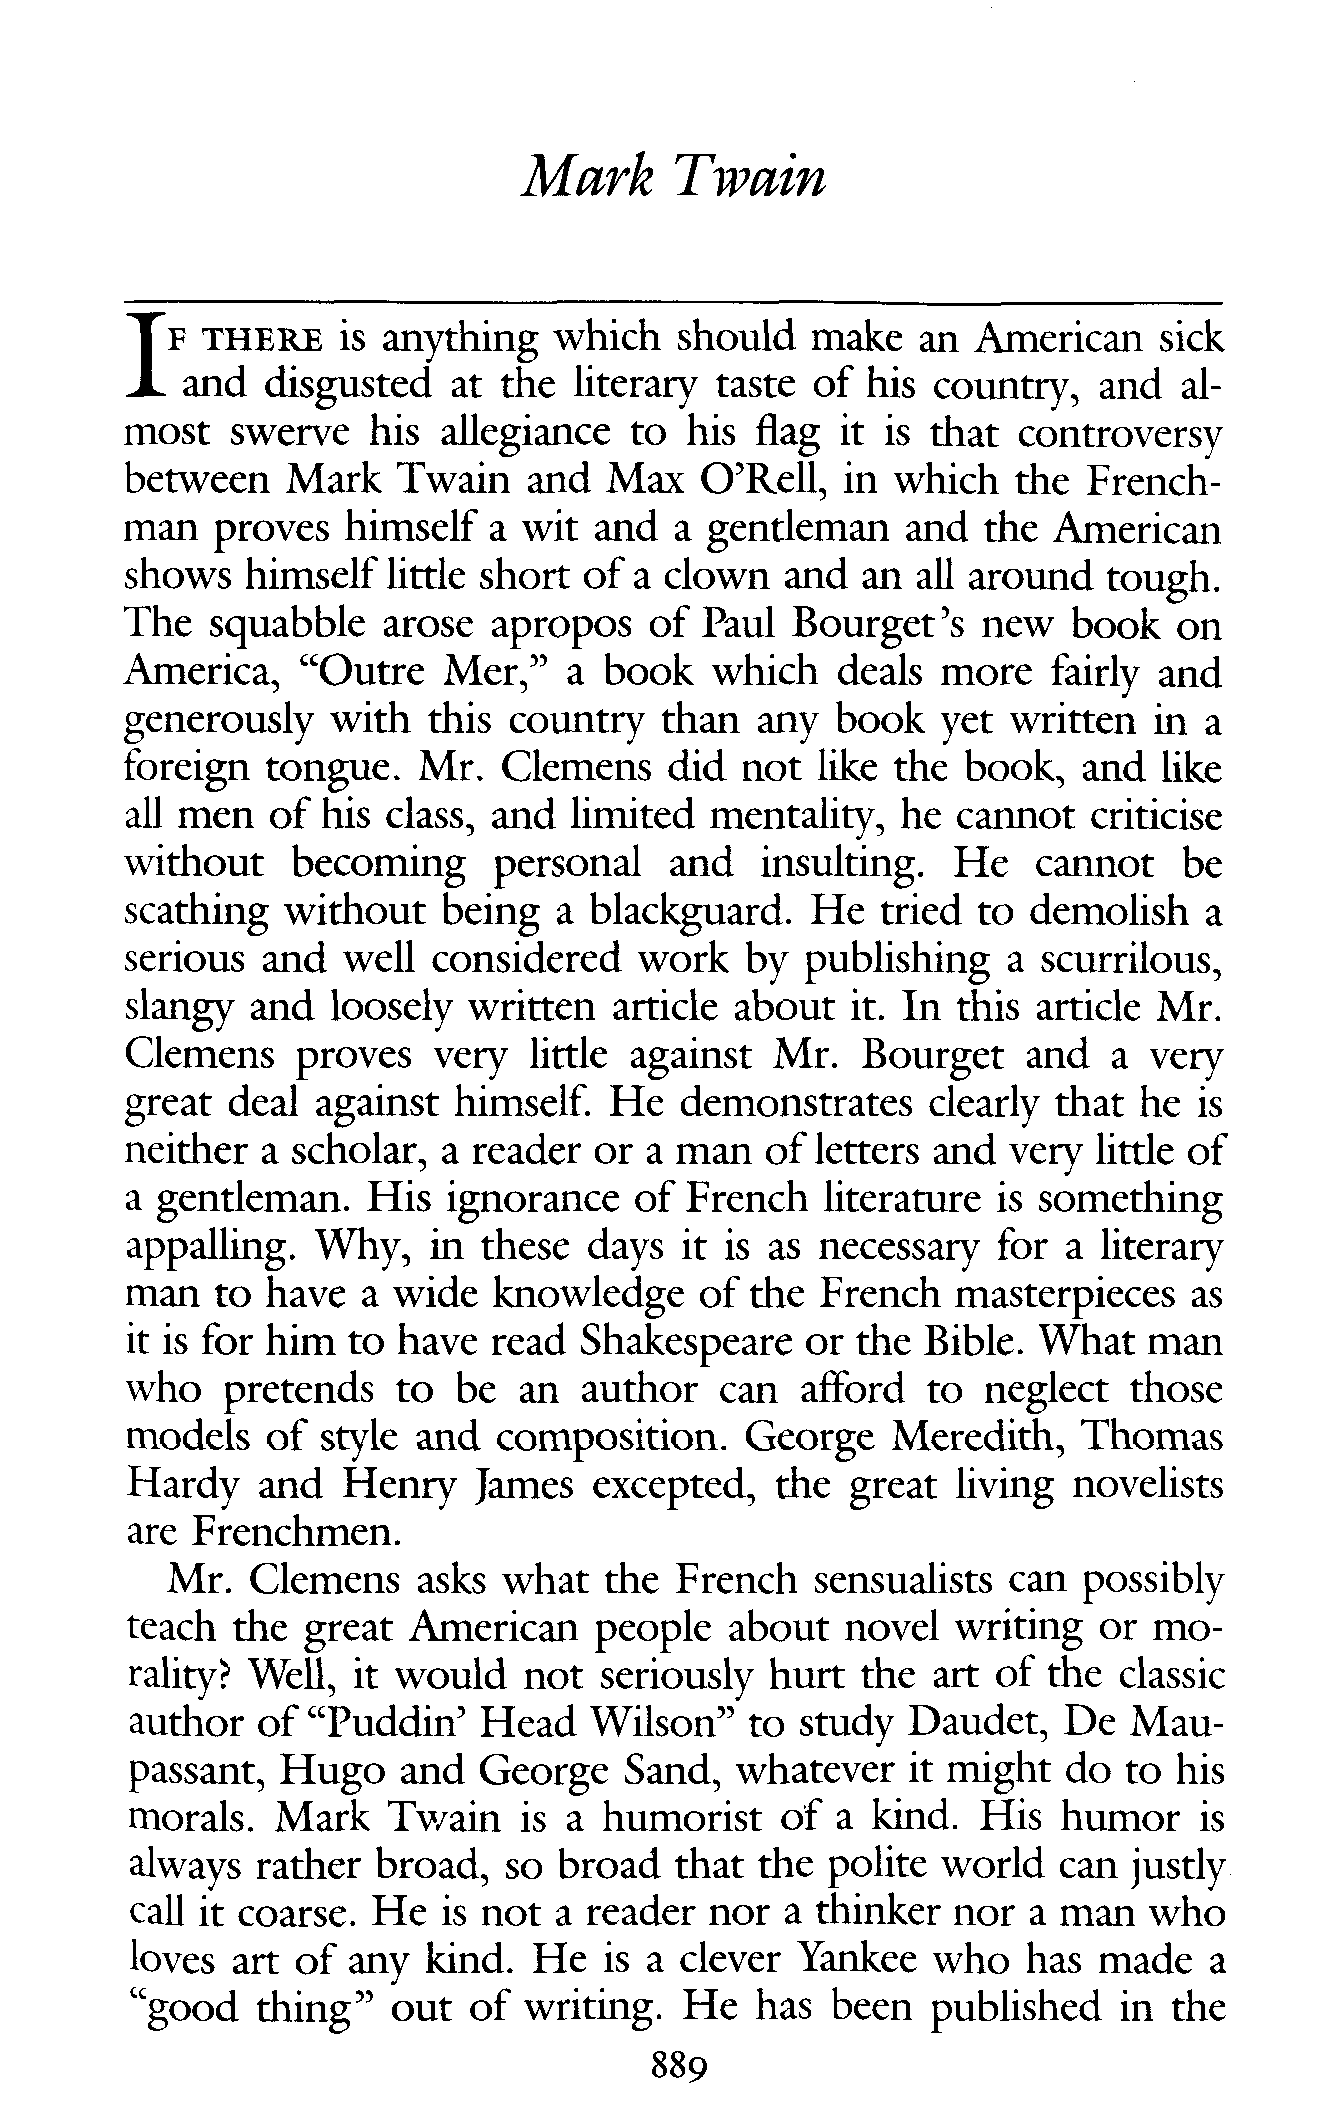 Mark Twain
IF THERE is anything which should make an American sick
and disgusted at the literary taste of his country, and al-
most swerve his allegiance to his flag it is that controversy
between Mark Twain and Max O'Rell, in which the French-
man proves himself a wit and a gentleman and the American
shows himself little short of a clown and an all around tough.
The squabble arose apropos of Paul Bourget's new book on
America, “Outre Mer,” a book which deals more fairly and
generously with this country than any book yet written in a
foreign tongue. Mr. Clemens did not like the book, and like
all men of his class, and limited mentality, he cannot criticise
without becoming personal and insulting. He cannot be
scathing without being a blackguard. He tried to demolish a
serious and well considered work by publishing a scurrilous,
slangy and loosely written article about it. In this article Mr.
Clemens proves very little against Mr. Bourget and a very
great deal against himself. He demonstrates clearly that he is
neither a scholar, a reader or a man of letters and very little of
a gentleman. His ignorance of French literature is something
appalling. Why, in these days it is as necessary for a literary
man to have a wide knowledge of the French masterpieces as
it is for him to have read Shakespeare or the Bible. What man
who pretends to be an author can afford to neglect those
models of style and composition. George Meredith, Thomas
Hardy and Henry James excepted, the great living novelists
are Frenchmen.
Mr. Clemens asks what the French sensualists can possibly
teach the great American people about novel writing or mo-
rality? Well, it would not seriously hurt the art of the classic
author of “Puddin' Head Wilson” to study Daudet, De Mau-
passant, Hugo and George Sand, whatever it might do to his
morals. Mark Twain is a humorist of a kind. His humor is
always rather broad, so broad that the polite world can justly
call it coarse. He is not a reader nor a thinker nor a man who
loves art of any kind. He is a clever Yankee who has made a
“good thing” out of writing. He has been published in the
889